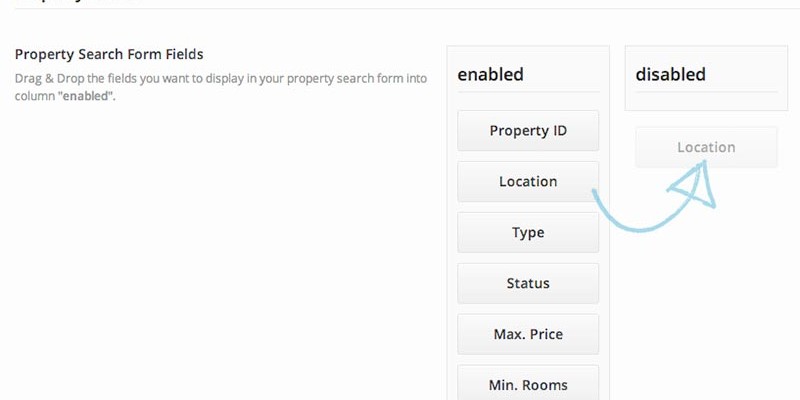 Property Search Form Fields
Drag & Drop the fields you want to display in your property search form into
column "enabled".
enabled
Property ID
Location
Type
Status
Max. Price
Min. Rooms
disabled
Location